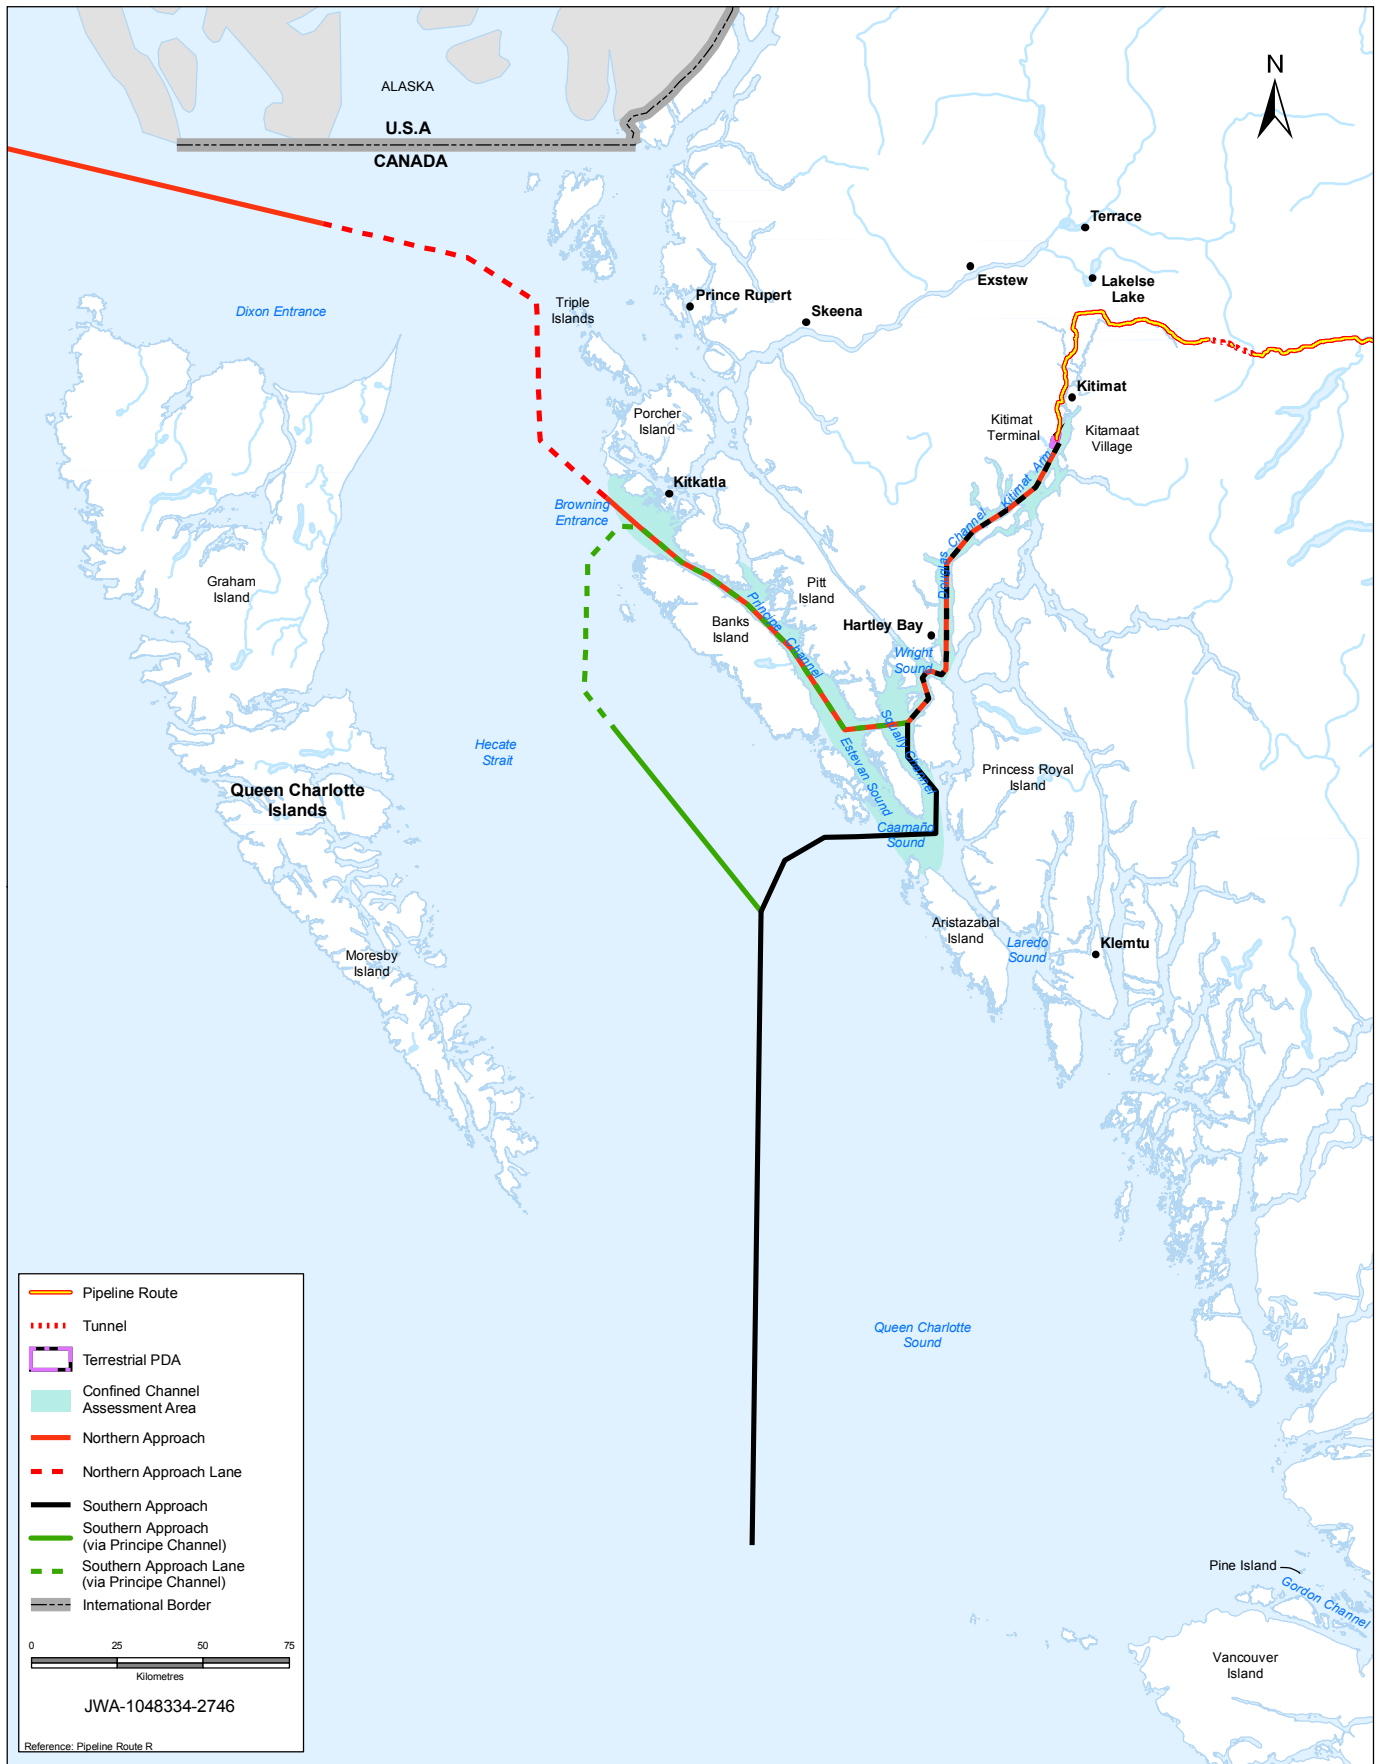 ALASKA
U.S.A
CANADA
N
Terrace
Exstew
Lakelse
Lake
Dixon Entrance
Triple
Islands
Prince Rupert
Skeena
Kitimat
Porcher
Island
Kitimat
Terminal
Kitamaat
Village
Kitkatla
Browning
Entrance
Kitimat Arm
Douglas Channel
Graham
Island
Pitt
Island
Principe Channel
Banks
Island
Hartley Bay
Wright
Sound
Squally Channel
Estevan Sound
Hecate
Strait
Princess Royal
Island
Queen Charlotte
Islands
Caamaño
Sound
Aristazabal
Island
Laredo
Sound
Klemtu
Moresby
Island
Queen Charlotte
Sound
Pine Island
Gordon Channel
Vancouver
Island
Pipeline Route
Tunnel
Terrestrial PDA
Confined Channel
Assessment Area
Northern Approach
Northern Approach Lane
Southern Approach
Southern Approach
(via Principe Channel)
Southern Approach Lane
(via Principe Channel)
International Border
0 25 50 75
Kilometres
JWA-1048334-2746
Reference: Pipeline Route R